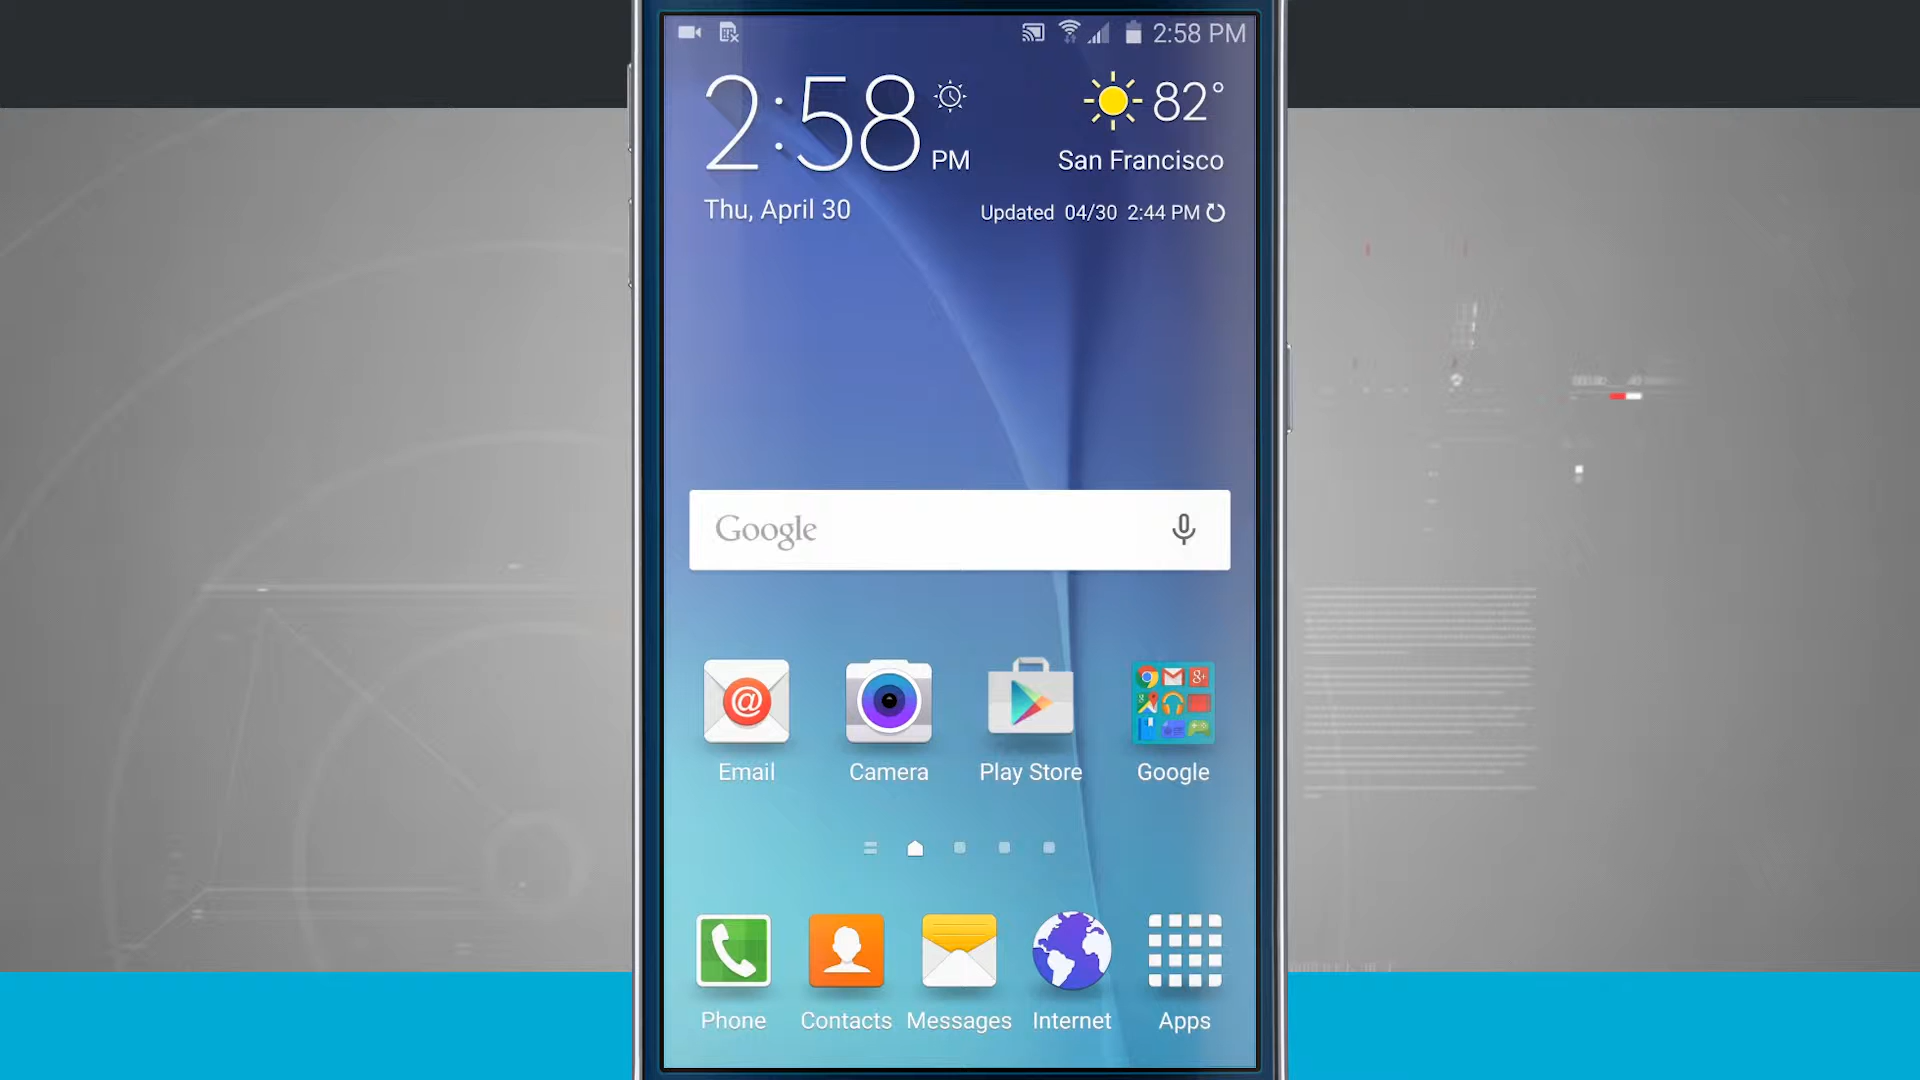 2:58 PM
2:58 PM
82°
San Francisco
Thu, April 30
Updated 04/30 2:44 PM
Google
Email
Camera
Play Store
Google
Phone
Contacts
Messages
Internet
Apps